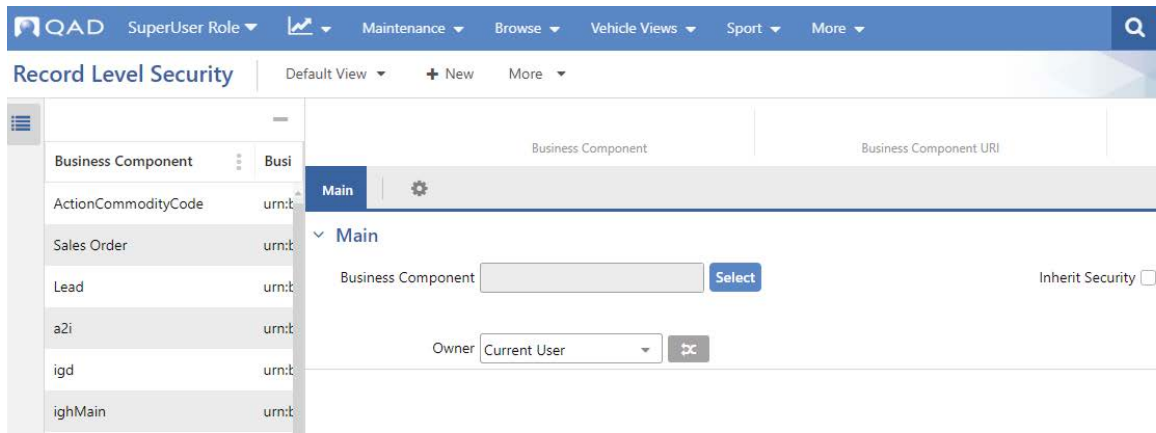 QAD SuperUser Role Maintenance Browse Vehicle Views Sport More
Record Level Security Default View + New More
Business Component Busi
ActionCommodityCode urn:b
Sales Order urn:b
Lead urn:b
a2i urn:b
igd urn:b
ighMain urn:b
Business Component Business Component URI
Main
Main
Business Component Select Inherit Security
Owner Current User